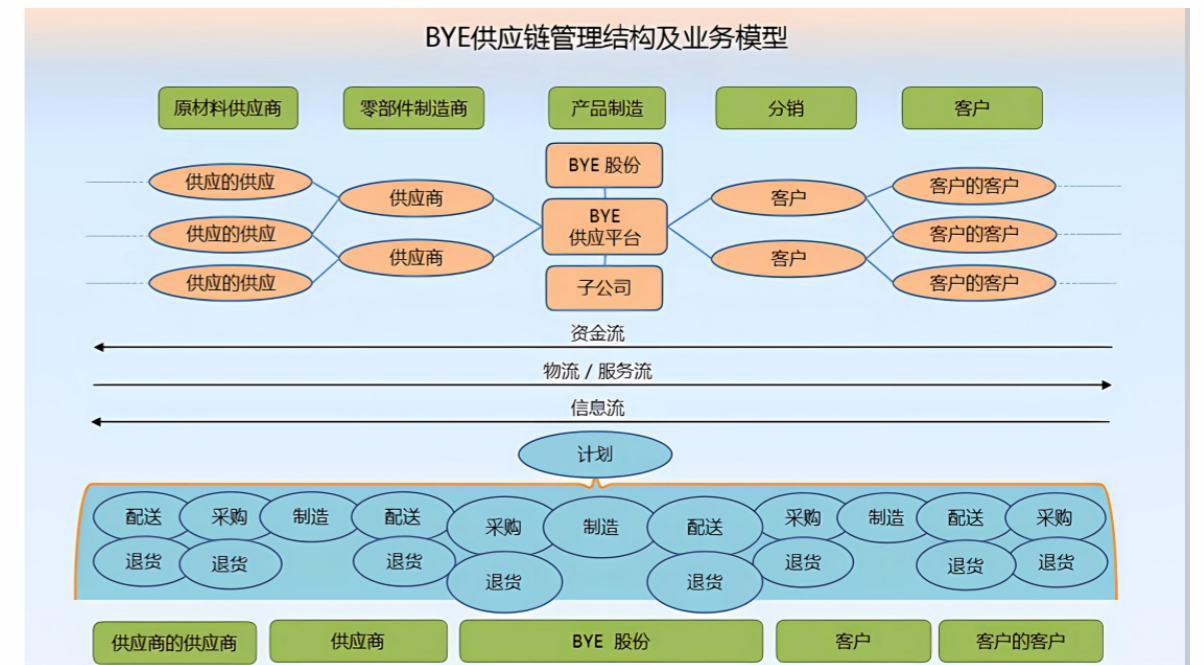 BYE供应链管理结构及业务模型
原材料供应商
零部件制造商
产品制造
分销
客户
供应的供应
供应的供应
供应的供应
供应商
供应商
BYE 股份
BYE
供应平台
子公司
客户
客户
客户的客户
客户的客户
客户的客户
资金流
物流 / 服务流
信息流
计划
配送
采购
制造
配送
采购
制造
配送
采购
制造
配送
采购
退货
退货
退货
退货
退货
退货
退货
退货
供应商的供应商
供应商
BYE 股份
客户
客户的客户